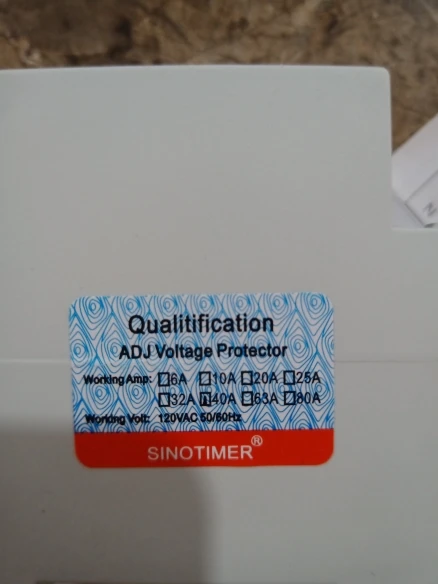 Qualitification
ADJ Voltage Protector
Working Amp: ☐6A ☐10A ☐20A ☐25A
☐32A ☑40A ☐63A ☐80A
Working Volt: 120VAC 50/60Hz
SINOTIMER®